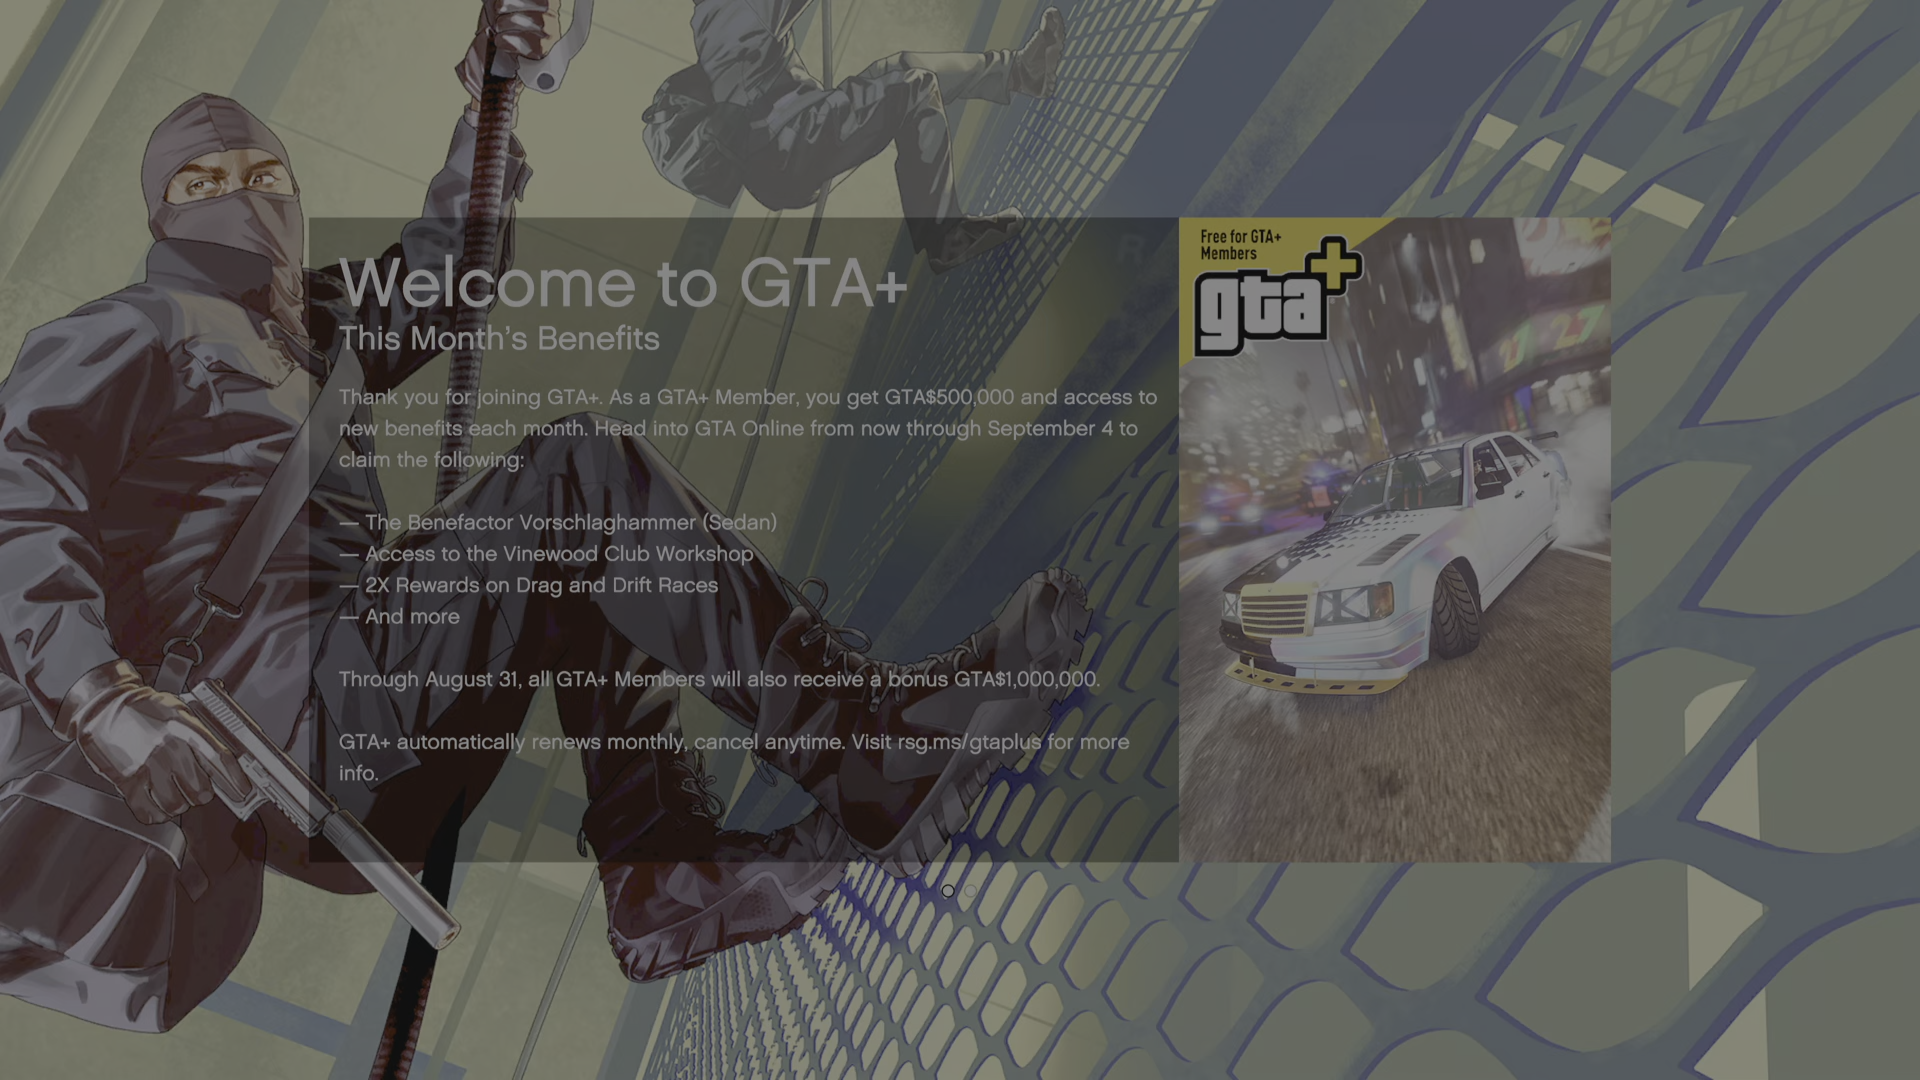 Welcome to GTA+
This Month's Benefits
Thank you for joining GTA+. As a GTA+ Member, you get GTA$500,000 and access to
new benefits each month. Head into GTA Online from now through September 4 to
claim the following:
— The Benefactor Vorschlaghammer (Sedan)
— Access to the Vinewood Club Workshop
— 2X Rewards on Drag and Drift Races
— And more
Through August 31, all GTA+ Members will also receive a bonus GTA$1,000,000.
GTA+ automatically renews monthly, cancel anytime. Visit rsg.ms/gtaplus for more
info.
Free for GTA+
Members
gta+